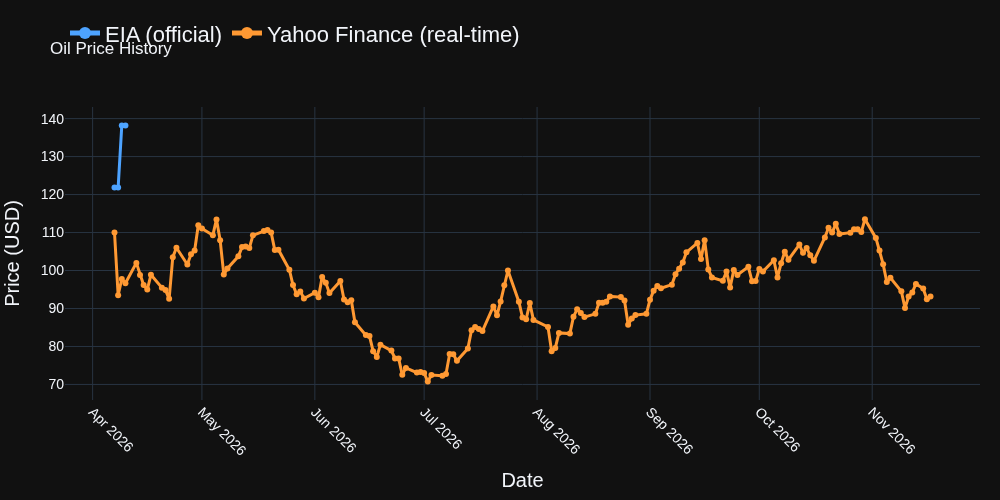 EIA (official)
Yahoo Finance (real-time)
Oil Price History
140
130
120
110
100
90
80
70
Price (USD)
Apr 2026
May 2026
Jun 2026
Jul 2026
Aug 2026
Sep 2026
Oct 2026
Nov 2026
Date